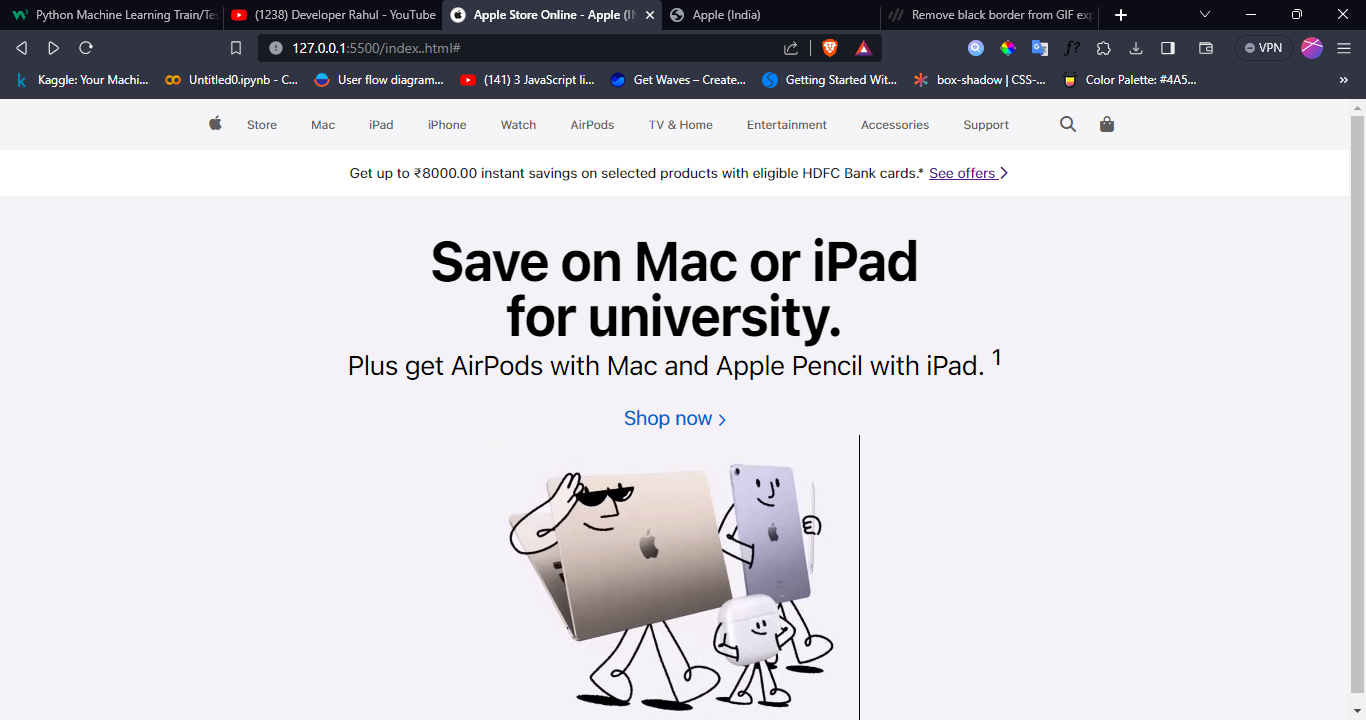 Python Machine Learning Train/Tes
(1238) Developer Rahul - YouTube
Apple Store Online - Apple (IN
Apple (India)
Remove black border from GIF exp
127.0.0.1:5500/index..html#
VPN
Kaggle: Your Machi...
Untitled0.ipynb - C...
User flow diagram...
(141) 3 JavaScript li...
Get Waves – Create...
Getting Started Wit...
box-shadow | CSS-...
Color Palette: #4A5...
Store Mac iPad iPhone Watch AirPods TV & Home Entertainment Accessories Support
Get up to ₹8000.00 instant savings on selected products with eligible HDFC Bank cards.* See offers >
Save on Mac or iPad
for university.
Plus get AirPods with Mac and Apple Pencil with iPad. 1
Shop now >